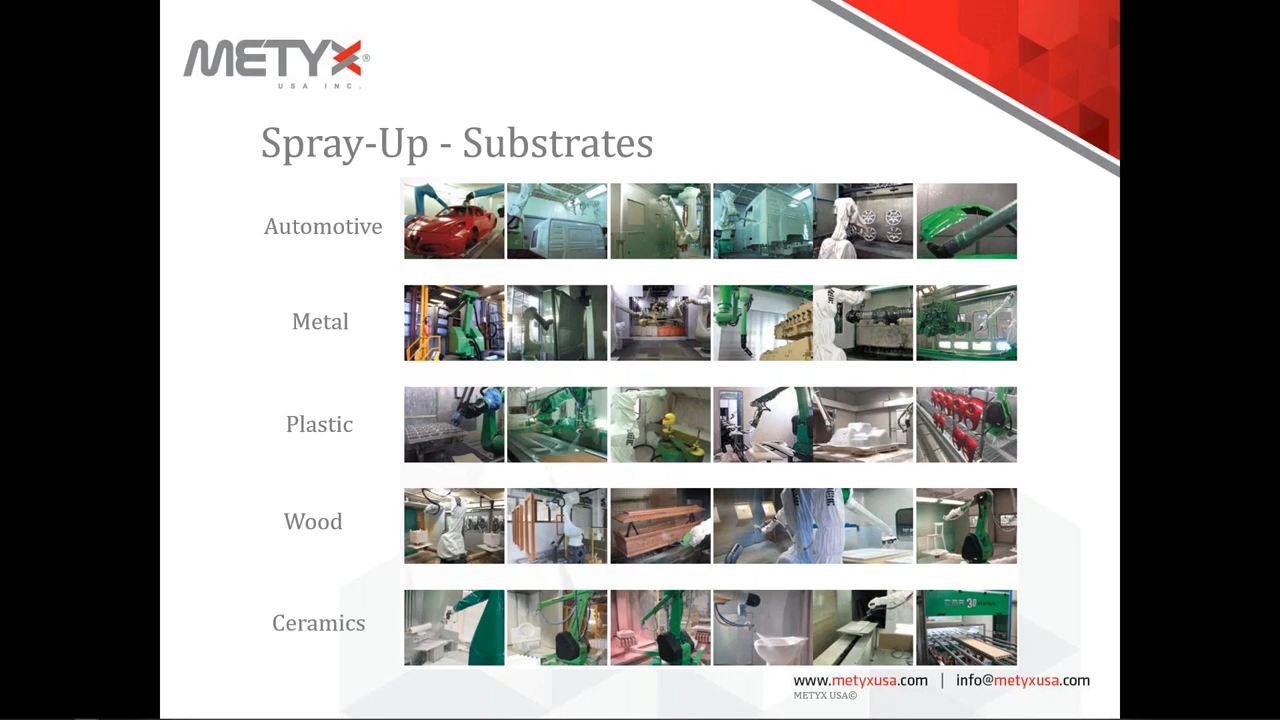 METYX®
USA INC.
Spray-Up - Substrates
Automotive
Metal
Plastic
Wood
Ceramics
CMA
www.metyxusa.com | info@metyxusa.com
METYX USA©